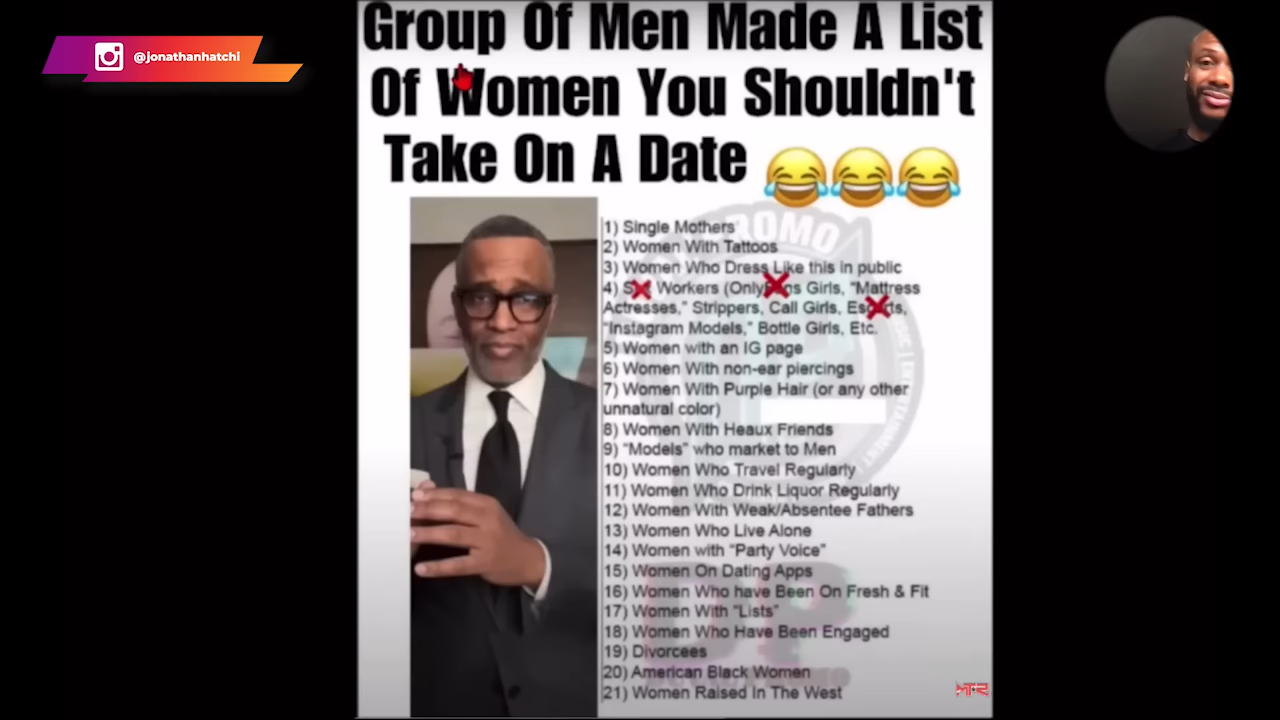 @jonathanhatchi
Group Of Men Made A List
Of Women You Shouldn't
Take On A Date
1) Single Mothers
2) Women With Tattoos
3) Women Who Dress Like this in public
4) S Workers (Only ns Girls, "Mattress
Actresses," Strippers, Call Girls, Esc rts,
"Instagram Models," Bottle Girls, Etc.
5) Women with an IG page
6) Women With non-ear piercings
7) Women With Purple Hair (or any other
unnatural color)
8) Women With Heaux Friends
9) "Models" who market to Men
10) Women Who Travel Regularly
11) Women Who Drink Liquor Regularly
12) Women With Weak/Absentee Fathers
13) Women Who Live Alone
14) Women with "Party Voice"
15) Women On Dating Apps
16) Women Who have Been On Fresh & Fit
17) Women With "Lists"
18) Women Who Have Been Engaged
19) Divorcees
20) American Black Women
21) Women Raised In The West